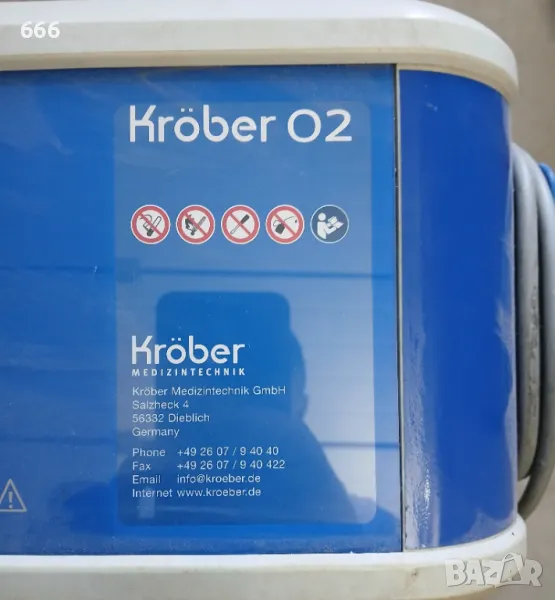 666
Kröber O2
Kröber
MEDIZINTECHNIK
Kröber Medizintechnik GmbH
Salzheck 4
56332 Dieblich
Germany
Phone +49 26 07 / 9 40 40
Fax +49 26 07 / 9 40 422
Email info@kroeber.de
Internet www.kroeber.de
BAZAR